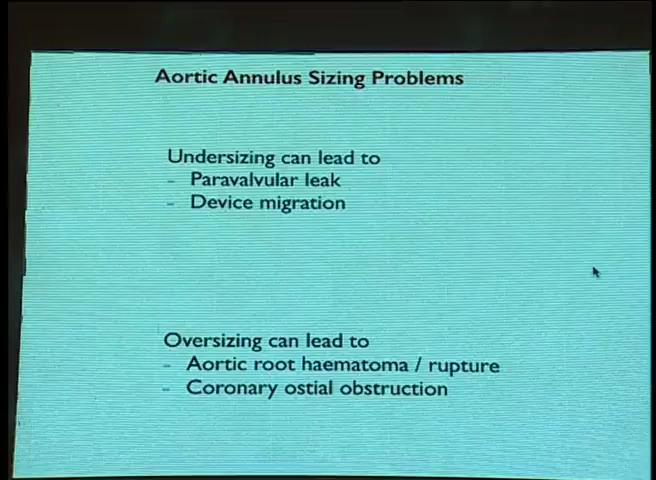 Aortic Annulus Sizing Problems
Undersizing can lead to
- Paravalvular leak
- Device migration
Oversizing can lead to
- Aortic root haematoma / rupture
- Coronary ostial obstruction